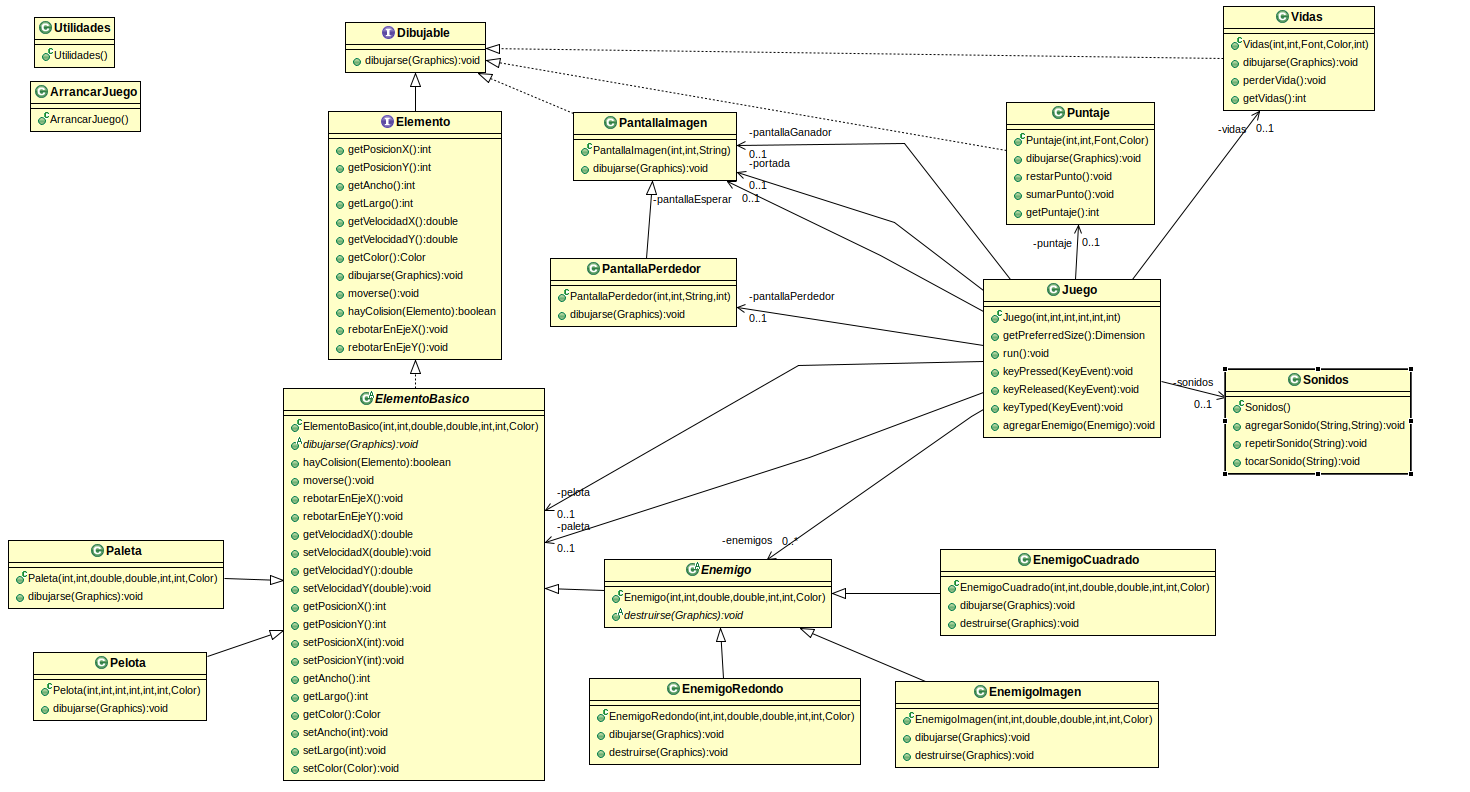 Utilidades
Utilidades()
ArrancarJuego
ArrancarJuego()
Dibujable
dibujarse(Graphics):void
Vidas
Vidas(int,int,Font,Color,int)
dibujarse(Graphics):void
perderVida():void
getVidas():int
Elemento
getPosicionX():int
getPosicionY():int
getAncho():int
getLargo():int
getVelocidadX():double
getVelocidadY():double
getColor():Color
dibujarse(Graphics):void
moverse():void
hayColision(Elemento):boolean
rebotarEnEjeX():void
rebotarEnEjeY():void
PantallaImagen
PantallaImagen(int,int,String)
dibujarse(Graphics):void
-pantallaGanador
0..1
-portada
0..1
-pantallaEsperar
0..1
Puntaje
Puntaje(int,int,Font,Color)
dibujarse(Graphics):void
restarPunto():void
sumarPunto():void
getPuntaje():int
-vidas
0..1
-puntaje
0..1
PantallaPerdedor
PantallaPerdedor(int,int,String,int)
dibujarse(Graphics):void
-pantallaPerdedor
0..1
Juego
Juego(int,int,int,int,int)
getPreferredSize():Dimension
run():void
keyPressed(KeyEvent):void
keyReleased(KeyEvent):void
keyTyped(KeyEvent):void
agregarEnemigo(Enemigo):void
-sonidos
0..1
Sonidos
Sonidos()
agregarSonido(String,String):void
repetirSonido(String):void
tocarSonido(String):void
ElementoBasico
ElementoBasico(int,int,double,double,int,int,Color)
dibujarse(Graphics):void
hayColision(Elemento):boolean
moverse():void
rebotarEnEjeX():void
rebotarEnEjeY():void
getVelocidadX():double
setVelocidadX(double):void
getVelocidadY():double
setVelocidadY(double):void
getPosicionX():int
getPosicionY():int
setPosicionX(int):void
setPosicionY(int):void
getAncho():int
getLargo():int
getColor():Color
setAncho(int):void
setLargo(int):void
setColor(Color):void
-pelota
0..1
-paleta
0..1
-enemigos
0..*
Paleta
Paleta(int,int,double,double,int,int,Color)
dibujarse(Graphics):void
Pelota
Pelota(int,int,int,int,int,int,Color)
dibujarse(Graphics):void
Enemigo
Enemigo(int,int,double,double,int,int,Color)
destruirse(Graphics):void
EnemigoCuadrado
EnemigoCuadrado(int,int,double,double,int,int,Color)
dibujarse(Graphics):void
destruirse(Graphics):void
EnemigoRedondo
EnemigoRedondo(int,int,double,double,int,int,Color)
dibujarse(Graphics):void
destruirse(Graphics):void
EnemigoImagen
EnemigoImagen(int,int,double,double,int,int,Color)
dibujarse(Graphics):void
destruirse(Graphics):void